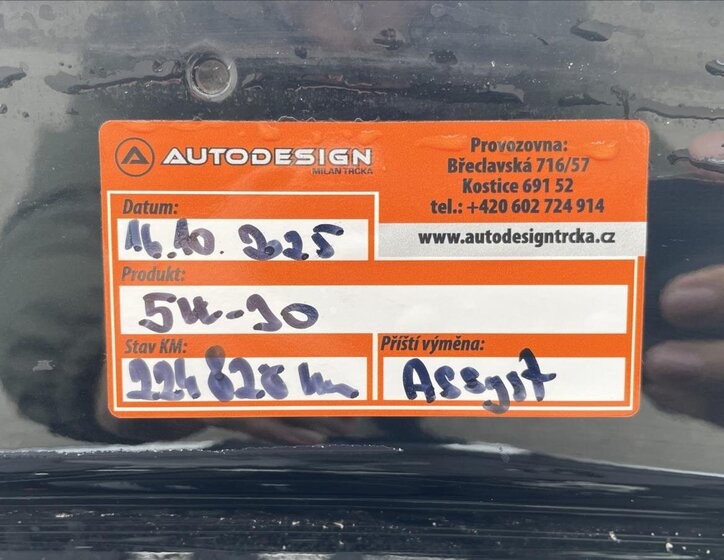 AUTODESIGN
MILAN TRČKA
Provozovna:
Břeclavská 716/57
Kostice 691 52
tel.: +420 602 724 914
www.autodesigntrcka.cz
Datum:
16.10.2025
Produkt:
5W-30
Stav KM:
224 828 km
Příští výměna:
Assyst